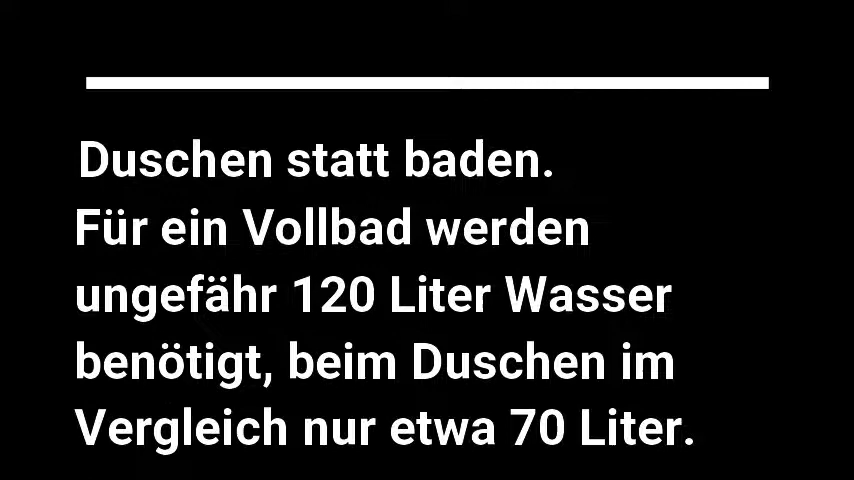 Duschen statt baden.
Für ein Vollbad werden
ungefähr 120 Liter Wasser
benötigt, beim Duschen im
Vergleich nur etwa 70 Liter.